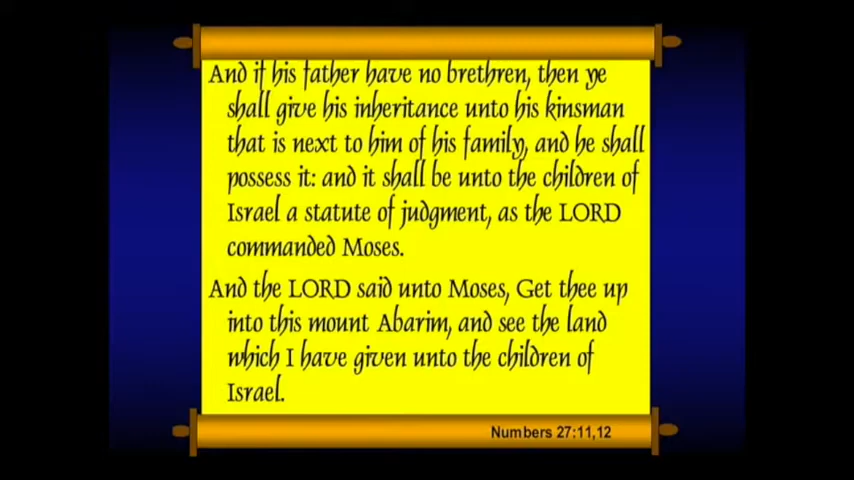 And if his father have no brethren, then ye
shall give his inheritance unto his kinsman
that is next to him of his family, and he shall
possess it: and it shall be unto the children of
Israel a statute of judgment, as the LORD
commanded Moses.
And the LORD said unto Moses, Get thee up
into this mount Abarim, and see the land
which I have given unto the children of
Israel.
Numbers 27:11,12